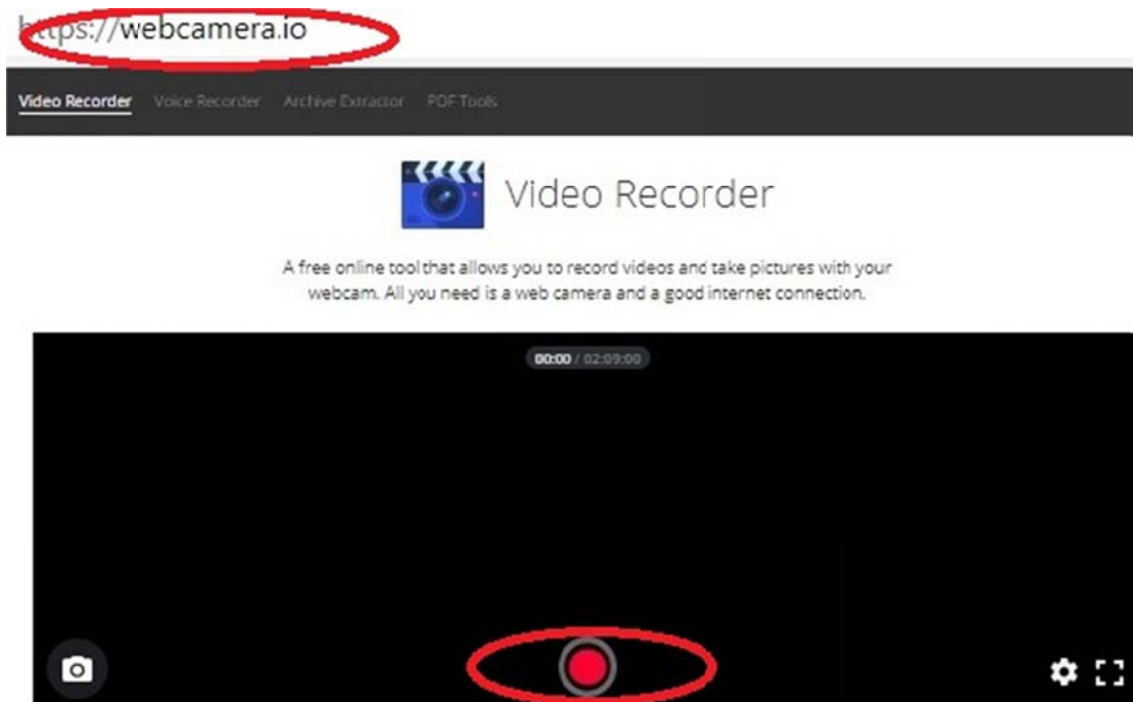 https://webcamera.io
Video Recorder Voice Recorder Archive Extractor PDF Tools
Video Recorder
A free online tool that allows you to record videos and take pictures with your
webcam. All you need is a web camera and a good internet connection.
00:00 / 02:09:00